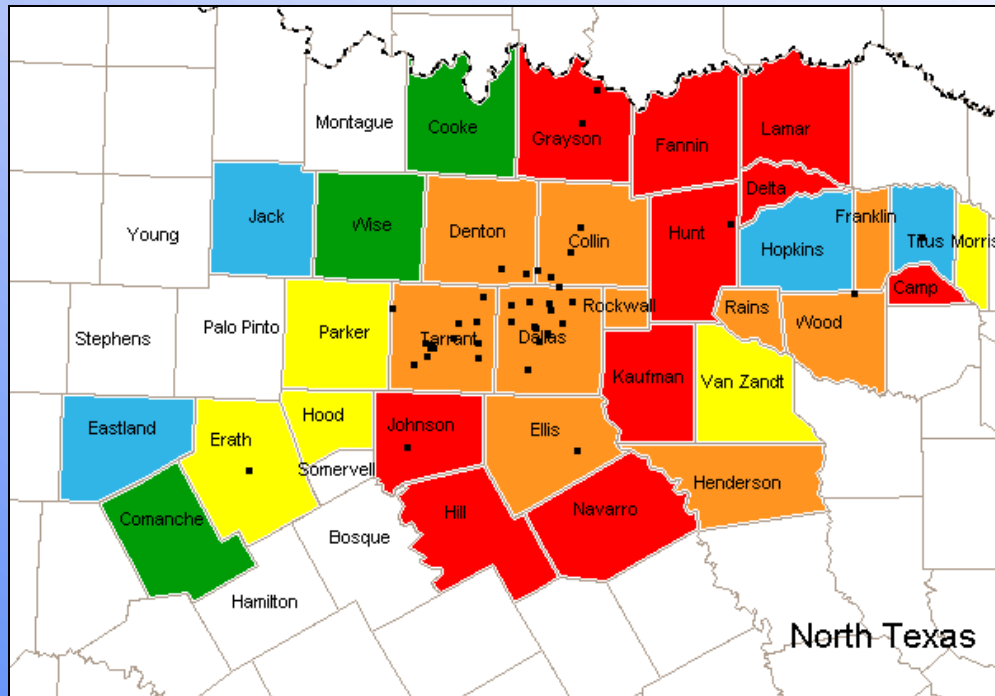 Montague
Cooke
Grayson
Fannin
Lamar
Delta
Jack
Wise
Denton
Collin
Hunt
Hopkins
Franklin
Titus
Morris
Young
Camp
Stephens
Palo Pinto
Parker
Tarrant
Dallas
Rockwall
Rains
Wood
Kaufman
Van Zandt
Eastland
Erath
Hood
Johnson
Ellis
Somervell
Henderson
Comanche
Bosque
Hill
Navarro
Hamilton
North Texas